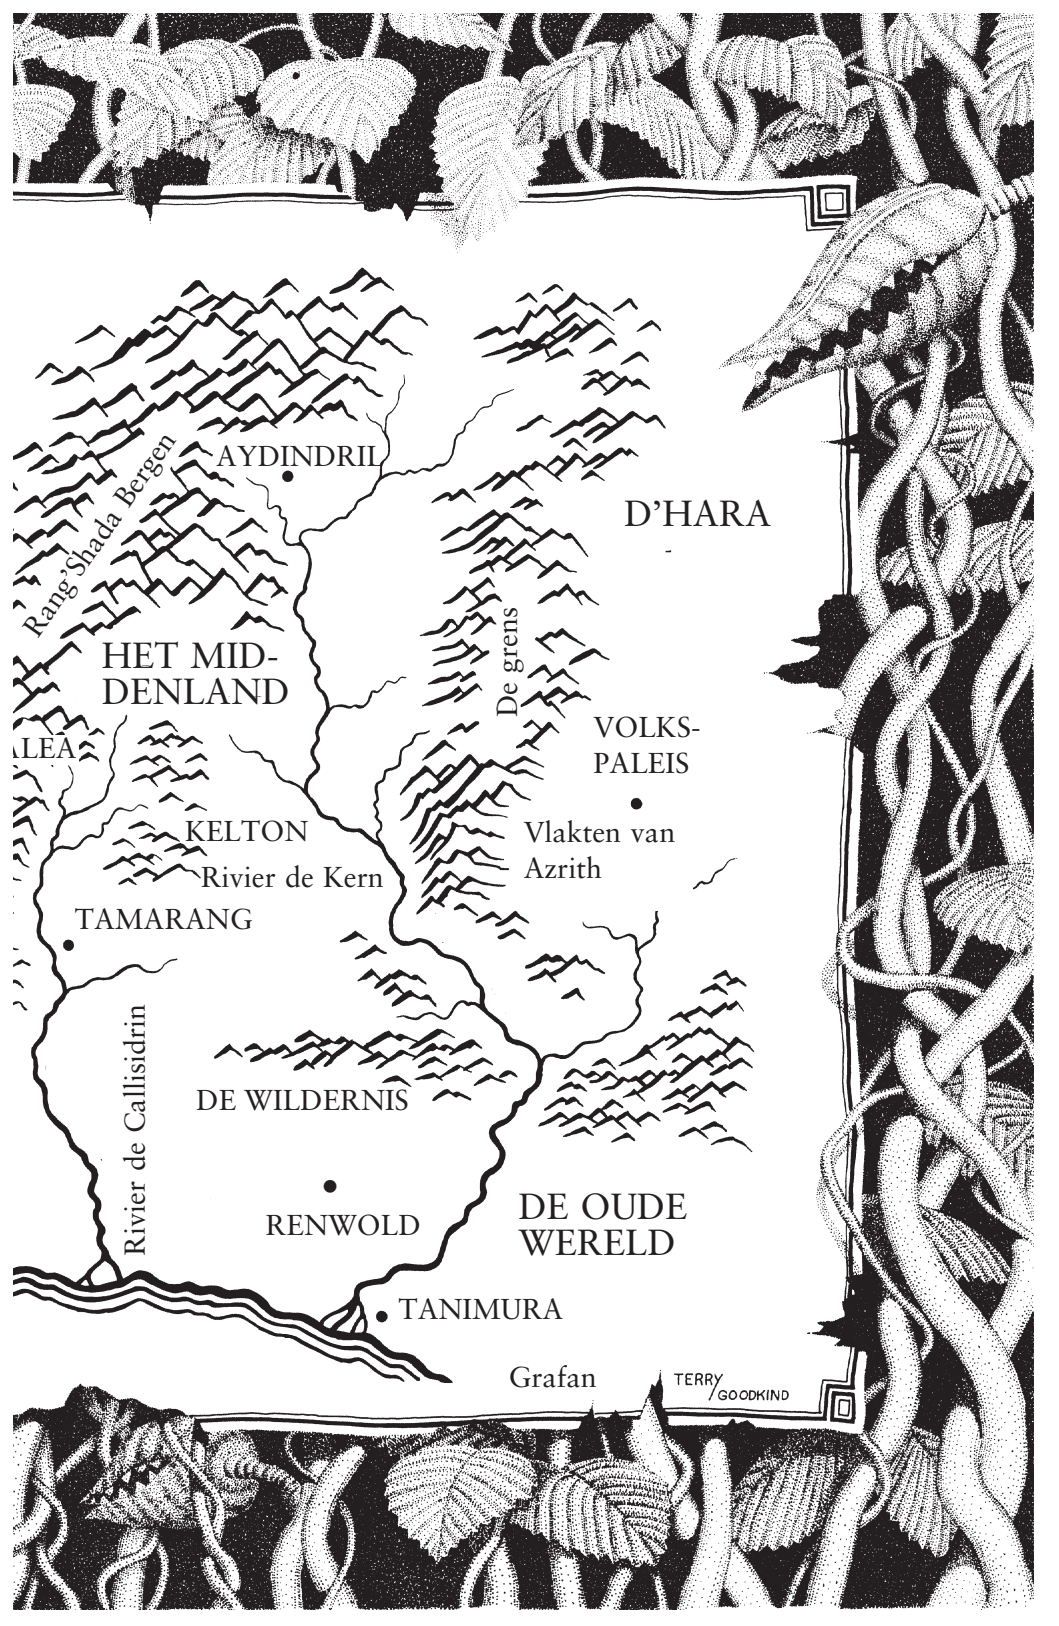 AYDINDRIL
Rang'Shada Bergen
D’HARA
De grens
HET MID-
DENLAND
VOLKS-
PALEIS
ALEA
KELTON
Vlakten van
Azrith
Rivier de Kern
TAMARANG
Rivier de Callisidrin
DE WILDERNIS
RENWOLD
DE OUDE
WERELD
TANIMURA
Grafan
TERRY
GOODKIND